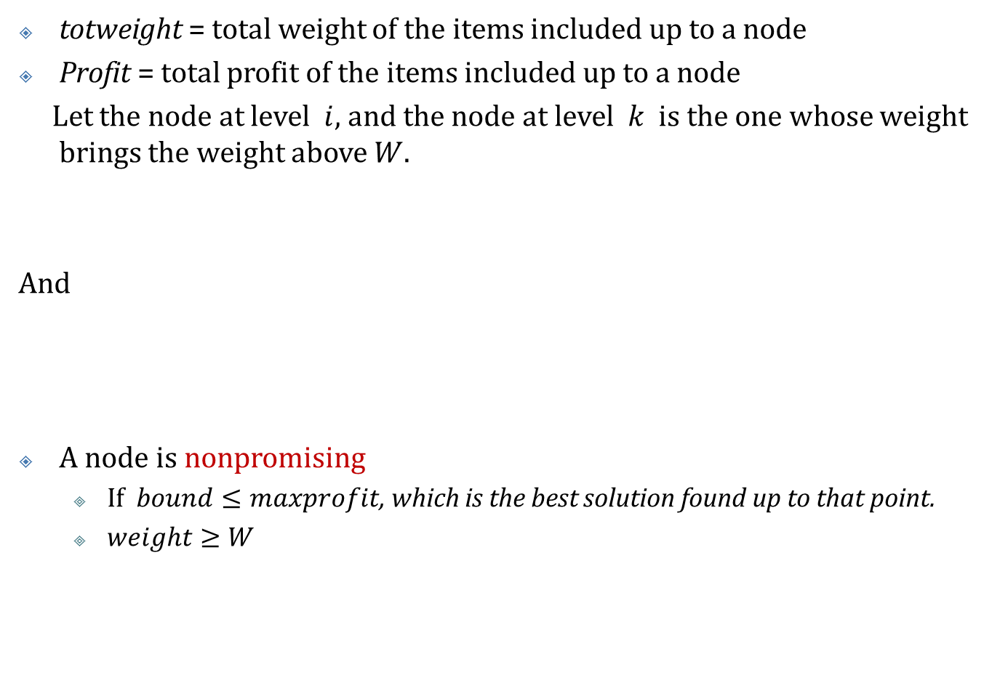 totweight = total weight of the items included up to a node
Profit = total profit of the items included up to a node
Let the node at level i, and the node at level k is the one whose weight
brings the weight above W.
And
A node is nonpromising
If bound ≤ maxprofit, which is the best solution found up to that point.
weight ≥ W